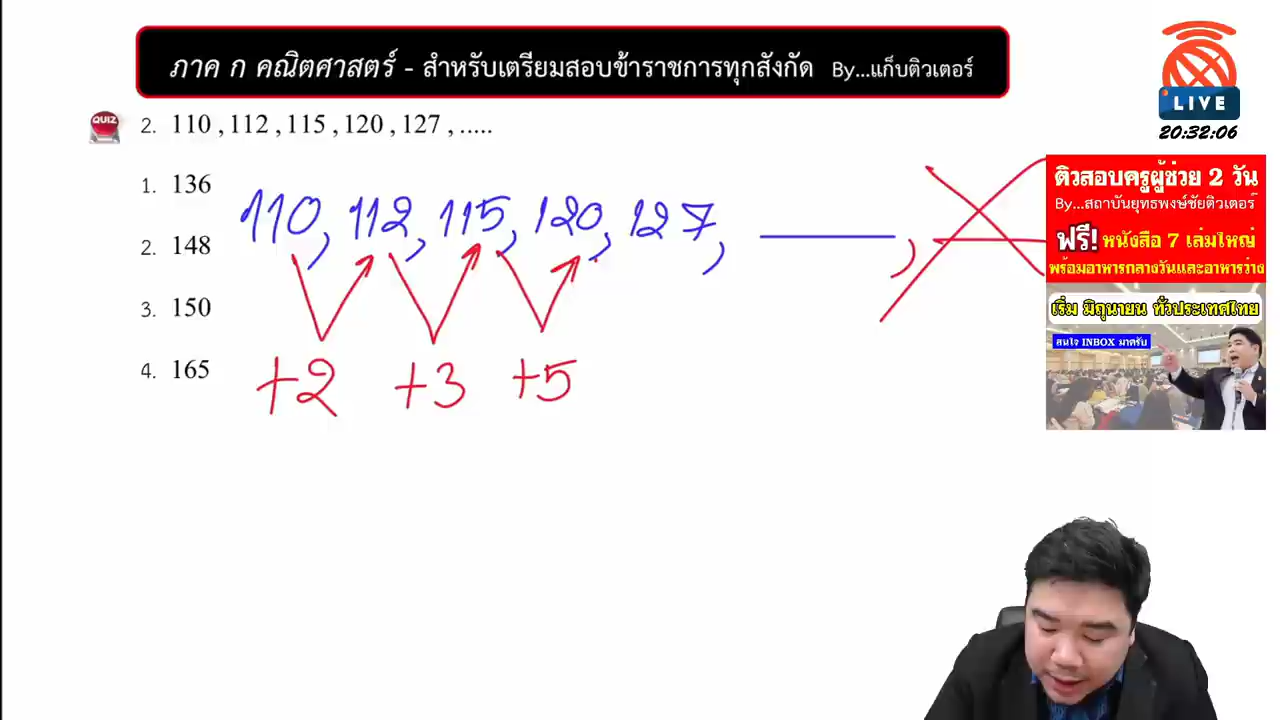 ภาค ก คณิตศาสตร์ - สำหรับเตรียมสอบข้าราชการทุกสังกัด By...แก็บติวเตอร์
LIVE
20:32:06
QUIZ
2. 110 , 112 , 115 , 120 , 127 , .....
1. 136
2. 148
3. 150
4. 165
110, 112, 115, 120, 127, ,
+2 +3 +5
ติวสอบครูผู้ช่วย 2 วัน
By...สถาบันยุทธพงษ์ชัยติวเตอร์
ฟรี! หนังสือ 7 เล่มใหญ่
พร้อมอาหารกลางวันและอาหารว่าง
เริ่ม มิถุนายน ทั่วประเทศไทย
สนใจ INBOX มาครับ